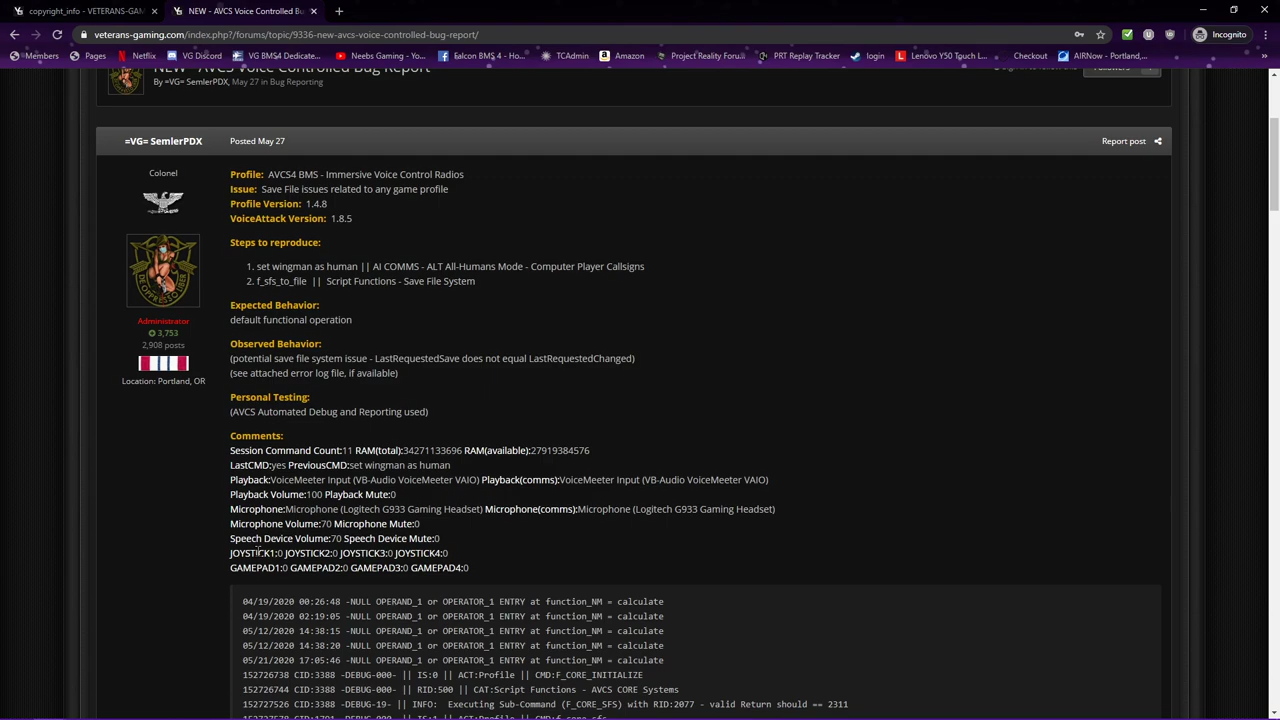 copyright_info - VETERANS-GAM
NEW - AVCS Voice Controlled Bu
veterans-gaming.com/index.php?/forums/topic/9336-new-avcs-voice-controlled-bug-report/
Incognito
Members
Pages
Netflix
VG Discord
VG BMS4 Dedicate...
Neebs Gaming - Yo...
Falcon BMS 4 - Ho...
TCAdmin
Amazon
Project Reality Foru...
PRT Replay Tracker
login
Lenovo Y50 Touch L...
Checkout
AIRNow - Portland,...
NEW - AVCS Voice Controlled Bug Report
By =VG= SemlerPDX, May 27 in Bug Reporting
Followers
=VG= SemlerPDX
Posted May 27
Report post
Colonel
DE OPPRESSO LIBER
Administrator
3,753
2,908 posts
Location: Portland, OR
Profile: AVCS4 BMS - Immersive Voice Control Radios
Issue: Save File issues related to any game profile
Profile Version: 1.4.8
VoiceAttack Version: 1.8.5
Steps to reproduce:
1. set wingman as human || AI COMMS - ALT All-Humans Mode - Computer Player Callsigns
2. f_sfs_to_file || Script Functions - Save File System
Expected Behavior:
default functional operation
Observed Behavior:
(potential save file system issue - LastRequestedSave does not equal LastRequestedChanged)
(see attached error log file, if available)
Personal Testing:
(AVCS Automated Debug and Reporting used)
Comments:
Session Command Count:11 RAM(total):34271133696 RAM(available):27919384576
LastCMD:yes PreviousCMD:set wingman as human
Playback:VoiceMeeter Input (VB-Audio VoiceMeeter VAIO) Playback(comms):VoiceMeeter Input (VB-Audio VoiceMeeter VAIO)
Playback Volume:100 Playback Mute:0
Microphone:Microphone (Logitech G933 Gaming Headset) Microphone(comms):Microphone (Logitech G933 Gaming Headset)
Microphone Volume:70 Microphone Mute:0
Speech Device Volume:70 Speech Device Mute:0
JOYSTICK1:0 JOYSTICK2:0 JOYSTICK3:0 JOYSTICK4:0
GAMEPAD1:0 GAMEPAD2:0 GAMEPAD3:0 GAMEPAD4:0
04/19/2020 00:26:48 -NULL OPERAND_1 or OPERATOR_1 ENTRY at function_NM = calculate
04/19/2020 02:19:05 -NULL OPERAND_1 or OPERATOR_1 ENTRY at function_NM = calculate
05/12/2020 14:38:15 -NULL OPERAND_1 or OPERATOR_1 ENTRY at function_NM = calculate
05/12/2020 14:38:20 -NULL OPERAND_1 or OPERATOR_1 ENTRY at function_NM = calculate
05/21/2020 17:05:46 -NULL OPERAND_1 or OPERATOR_1 ENTRY at function_NM = calculate
152726738 CID:3388 -DEBUG-000- || IS:0 || ACT:Profile || CMD:F_CORE_INITIALIZE
152726744 CID:3388 -DEBUG-000- || RID:500 || CAT:Script Functions - AVCS CORE Systems
152727526 CID:3388 -DEBUG-19- || INFO: Executing Sub-Command (F_CORE_SFS) with RID:2077 - valid Return should == 2311